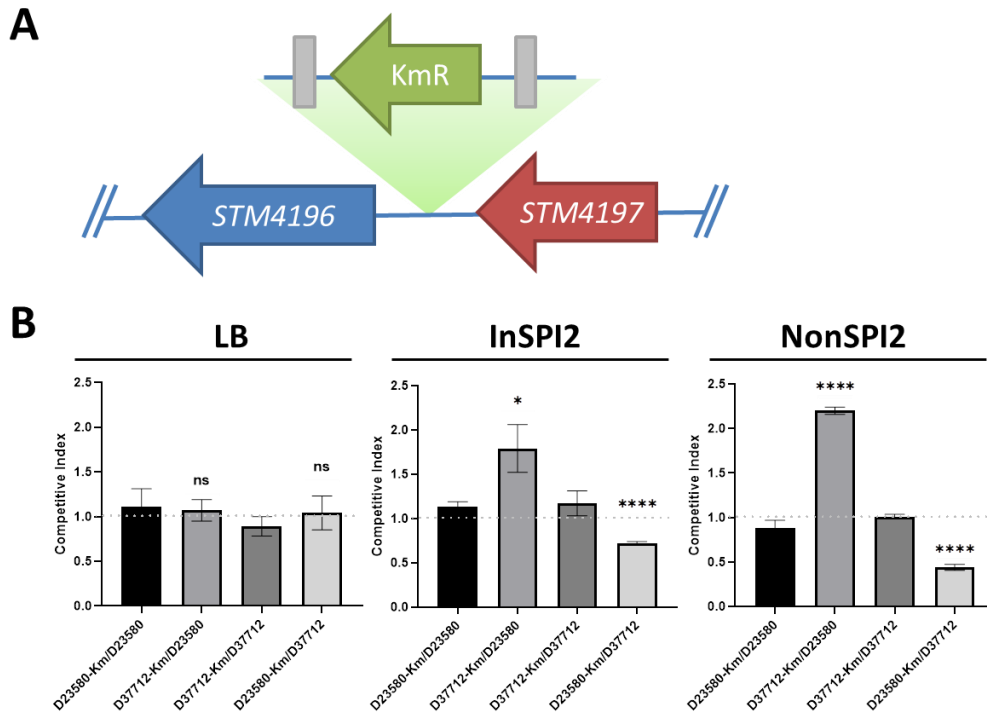 A
KmR
STM4196
STM4197
B
LB
InSPI2
NonSPI2
Competitive Index
2.5
2.0
1.5
1.0
0.5
0.0
ns
ns
D23580-Km/D23580
D37712-Km/D23580
D37712-Km/D37712
D23580-Km/D37712
Competitive Index
2.5
2.0
1.5
1.0
0.5
0.0
*
****
D23580-Km/D23580
D37712-Km/D23580
D37712-Km/D37712
D23580-Km/D37712
Competitive Index
2.5
2.0
1.5
1.0
0.5
0.0
****
****
D23580-Km/D23580
D37712-Km/D23580
D37712-Km/D37712
D23580-Km/D37712